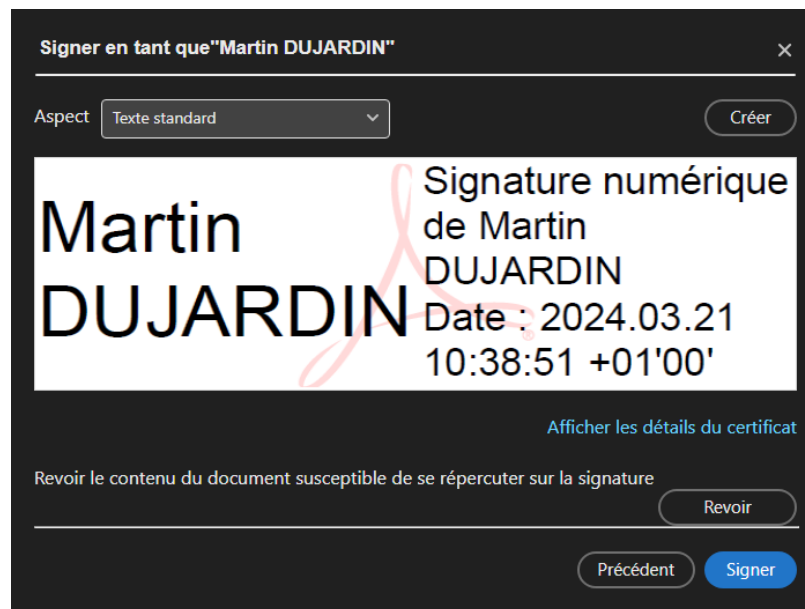 Signer en tant que"Martin DUJARDIN"
Aspect Texte standard Créer
Martin
DUJARDIN
Signature numérique
de Martin
DUJARDIN
Date : 2024.03.21
10:38:51 +01'00'
Afficher les détails du certificat
Revoir le contenu du document susceptible de se répercuter sur la signature
Revoir
Précédent Signer